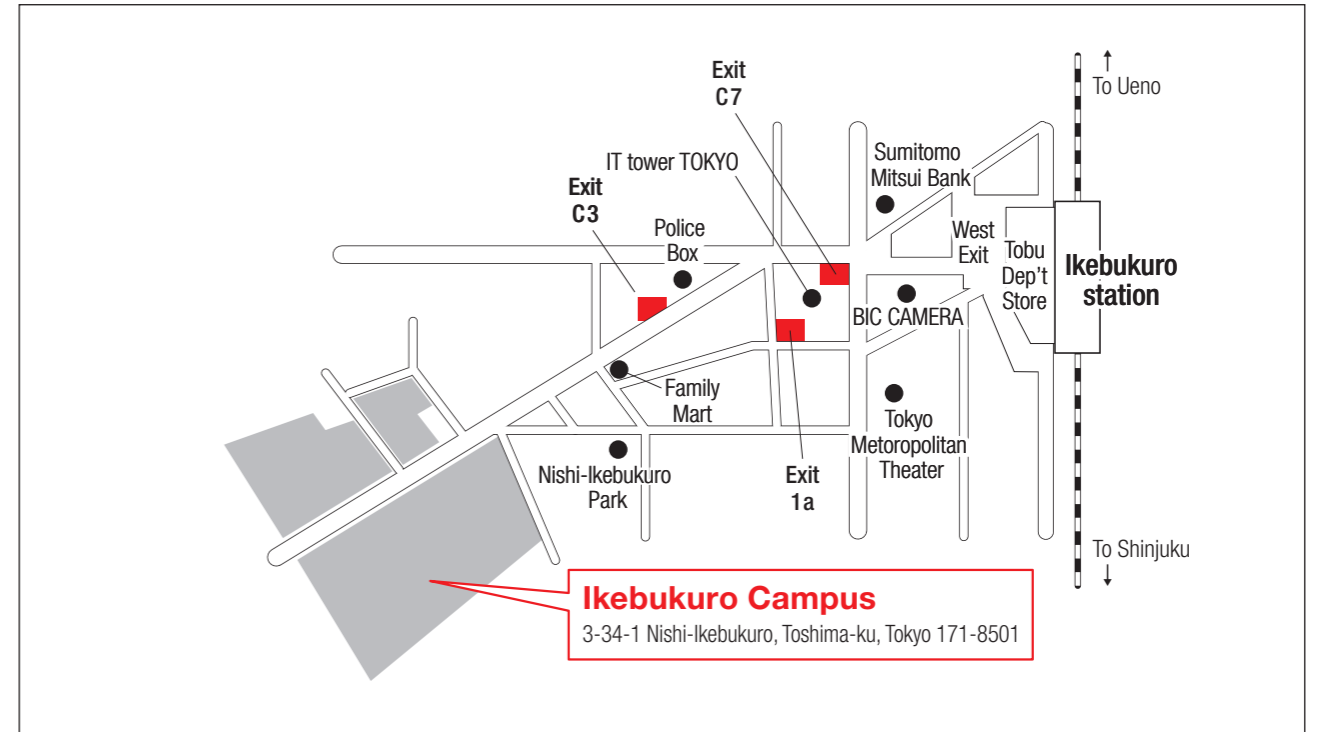 To Ueno
Exit
C7
IT tower TOKYO
Sumitomo
Mitsui Bank
Exit
C3
Police
Box
West
Exit
Tobu
Dep't
Store
Ikebukuro
station
BIC CAMERA
Family
Mart
Tokyo
Metoropolitan
Theater
Nishi-Ikebukuro
Park
Exit
1a
To Shinjuku
Ikebukuro Campus
3-34-1 Nishi-Ikebukuro, Toshima-ku, Tokyo 171-8501